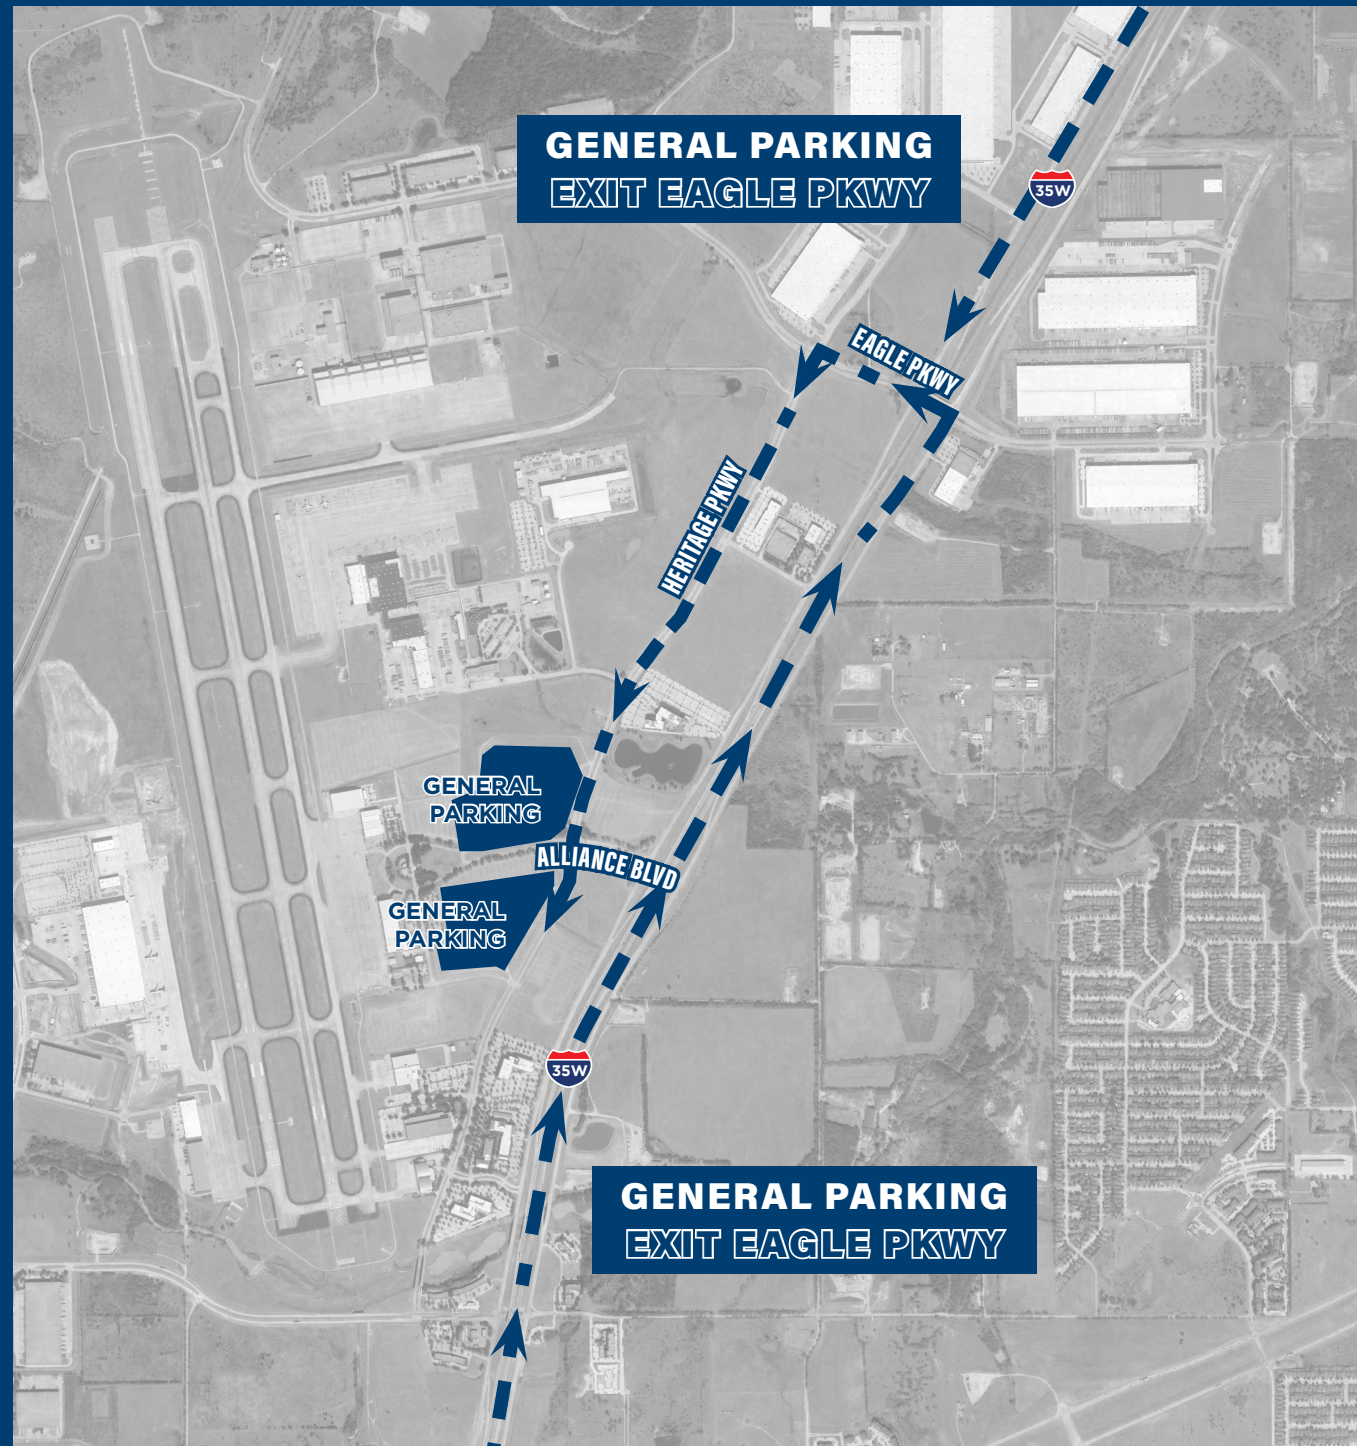 GENERAL PARKING
EXIT EAGLE PKWY
35W
EAGLE PKWY
HERITAGE PKWY
GENERAL
PARKING
ALLIANCE BLVD
GENERAL
PARKING
35W
GENERAL PARKING
EXIT EAGLE PKWY